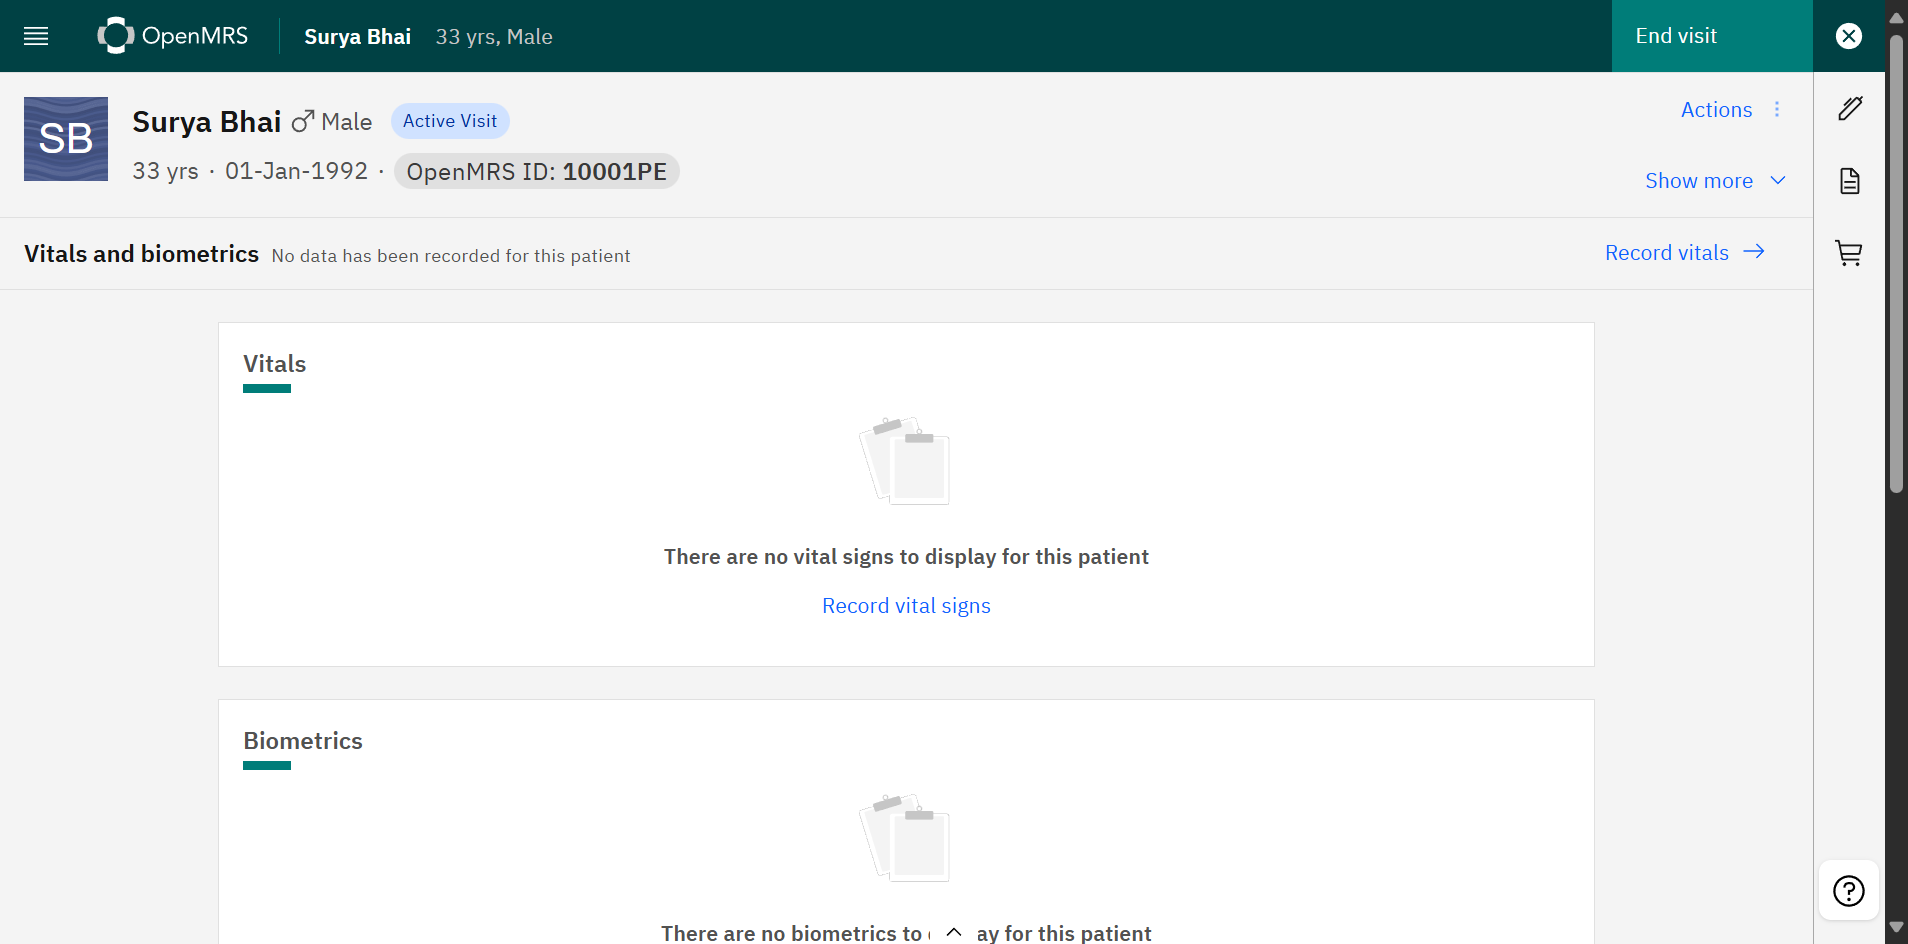 OpenMRS Surya Bhai 33 yrs, Male End visit
SB
Surya Bhai Male Active Visit Actions
33 yrs · 01-Jan-1992 · OpenMRS ID: 10001PE
Show more
Vitals and biometrics No data has been recorded for this patient Record vitals
Vitals
There are no vital signs to display for this patient
Record vital signs
Biometrics
There are no biometrics to ay for this patient